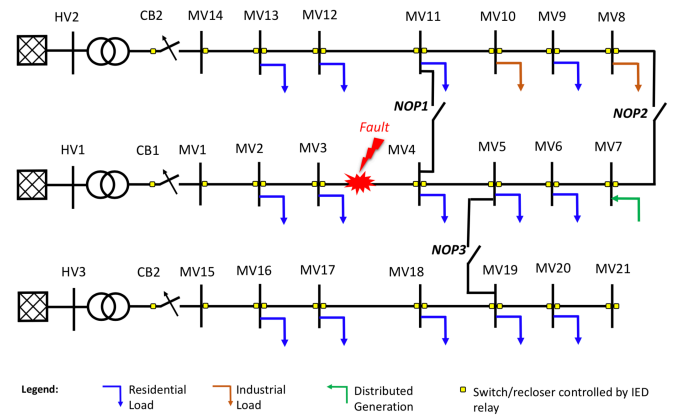 HV2 CB2 MV14 MV13 MV12 MV11 MV10 MV9 MV8
NOP1 NOP2
Fault
HV1 CB1 MV1 MV2 MV3 MV4 MV5 MV6 MV7
NOP3
HV3 CB2 MV15 MV16 MV17 MV18 MV19 MV20 MV21
Legend: Residential Industrial Distributed Switch/recloser controlled by IED
Load Load Generation relay